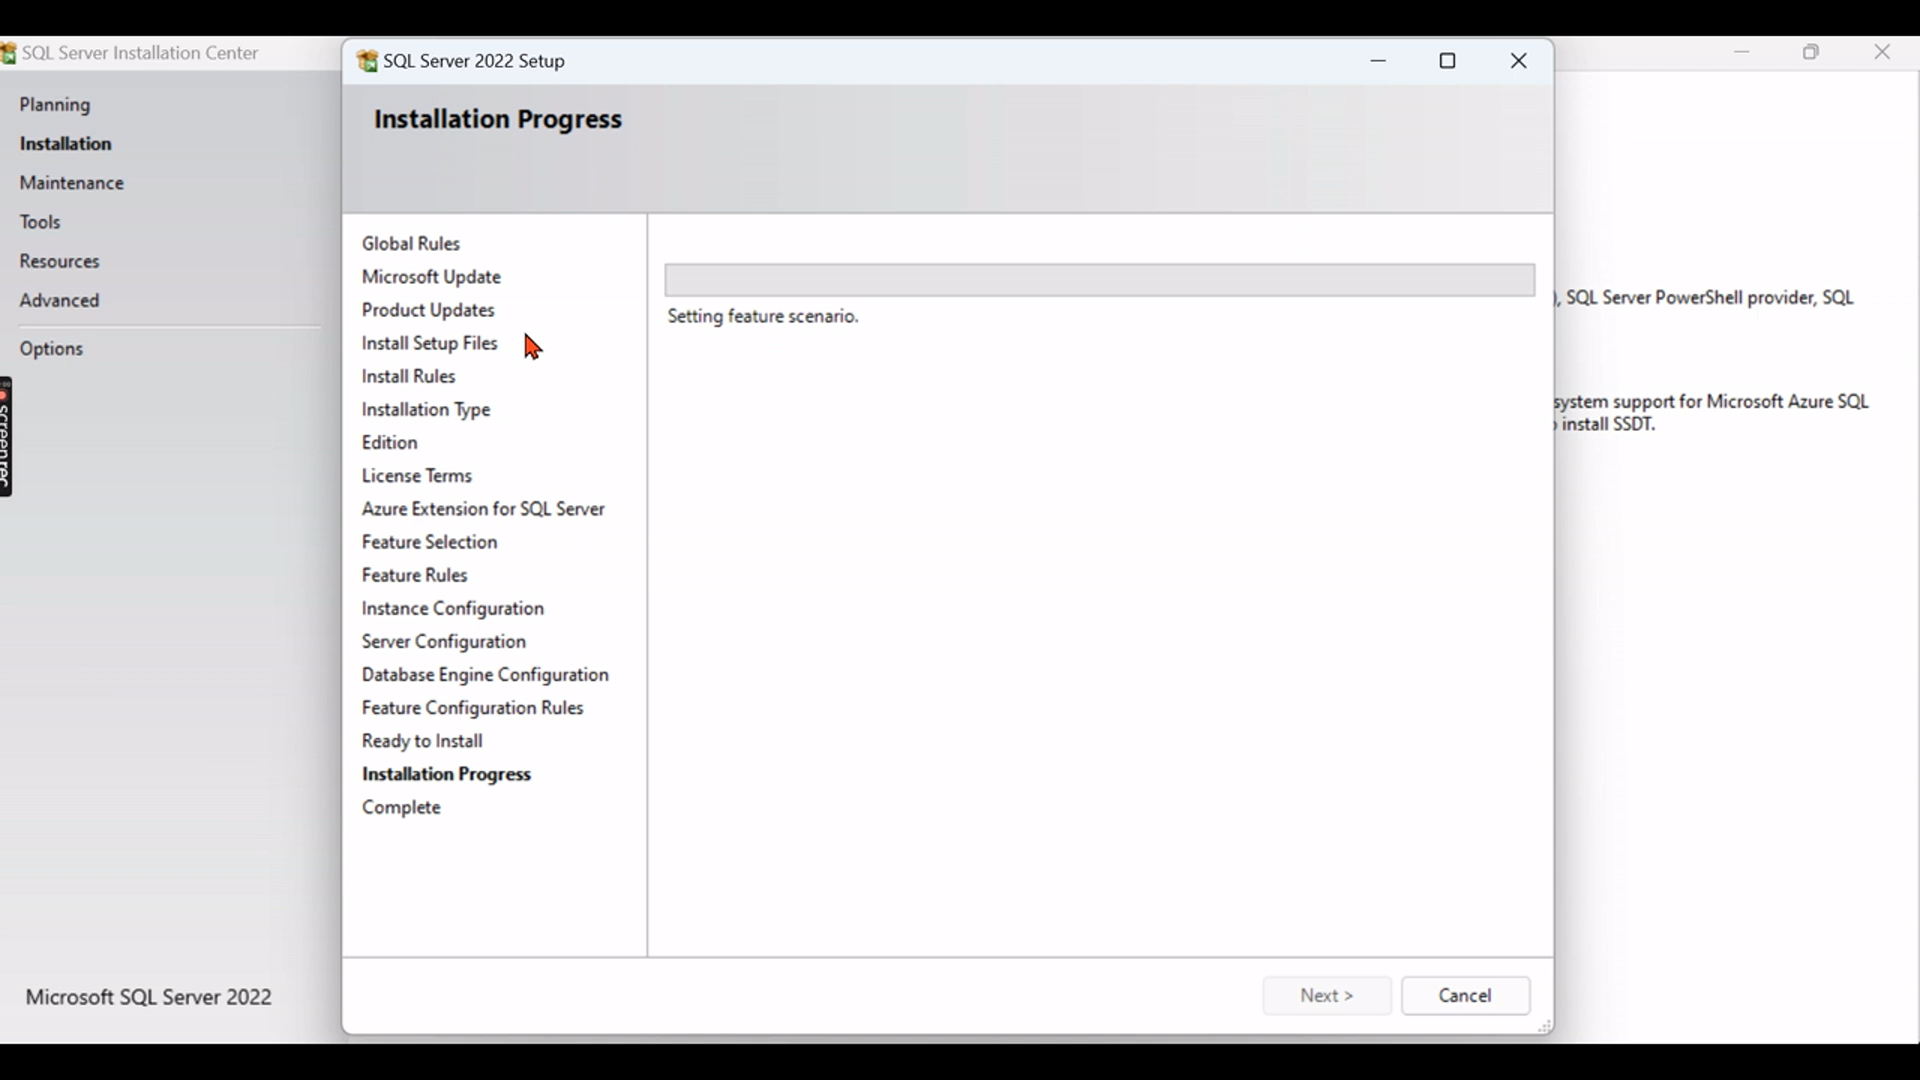 SQL Server Installation Center
Planning
Installation
Maintenance
Tools
Resources
Advanced
Options
screenrec
Microsoft SQL Server 2022
SQL Server 2022 Setup
Installation Progress
Global Rules
Microsoft Update
Product Updates
Install Setup Files
Install Rules
Installation Type
Edition
License Terms
Azure Extension for SQL Server
Feature Selection
Feature Rules
Instance Configuration
Server Configuration
Database Engine Configuration
Feature Configuration Rules
Ready to Install
Installation Progress
Complete
Setting feature scenario.
Next >
Cancel
), SQL Server PowerShell provider, SQL
system support for Microsoft Azure SQL
install SSDT.